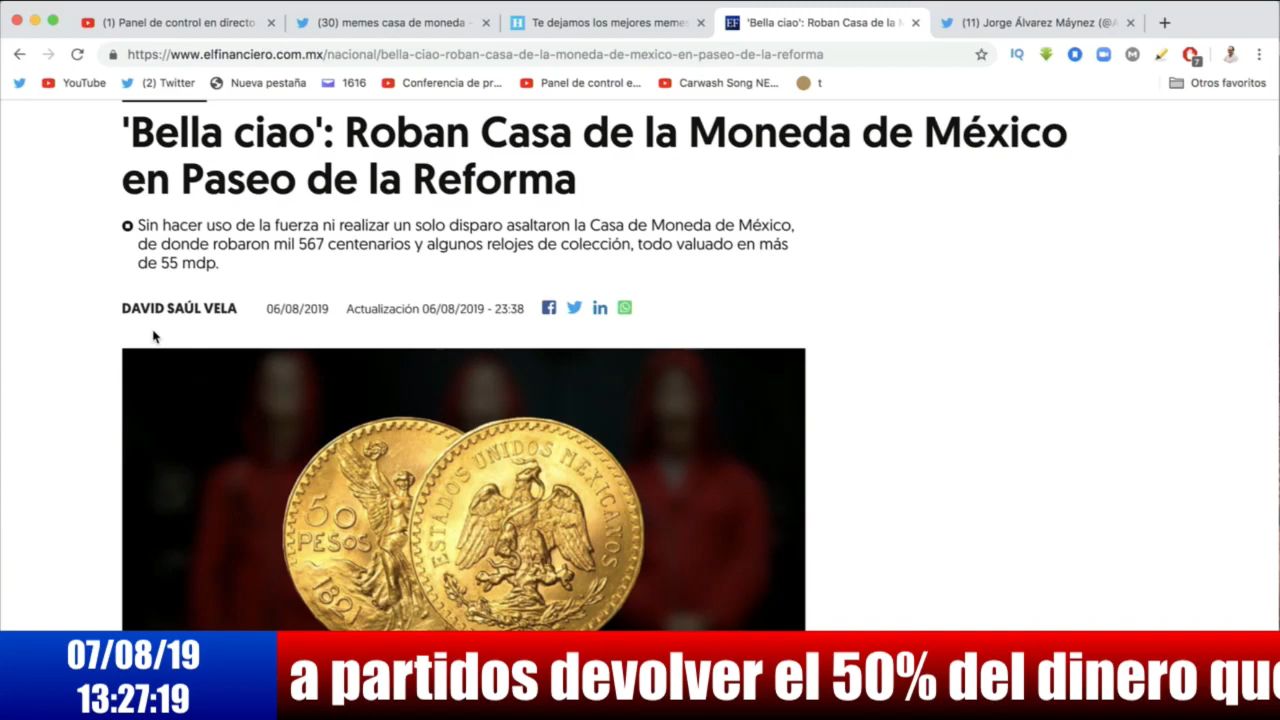 (1) Panel de control en directo
(30) memes casa de moneda -
Te dejamos los mejores memes
'Bella ciao': Roban Casa de la M
(11) Jorge Álvarez Máynez (@A
https://www.elfinanciero.com.mx/nacional/bella-ciao-roban-casa-de-la-moneda-de-mexico-en-paseo-de-la-reforma
YouTube
(2) Twitter
Nueva pestaña
1616
Conferencia de pr...
Panel de control e...
Carwash Song NE...
t
Otros favoritos
'Bella ciao': Roban Casa de la Moneda de México
en Paseo de la Reforma
Sin hacer uso de la fuerza ni realizar un solo disparo asaltaron la Casa de Moneda de México,
de donde robaron mil 567 centenarios y algunos relojes de colección, todo valuado en más
de 55 mdp.
DAVID SAÚL VELA 06/08/2019 Actualización 06/08/2019 - 23:38
50
PESOS
1821
ESTADOS UNIDOS MEXICANOS
07/08/19
13:27:19
a partidos devolver el 50% del dinero que